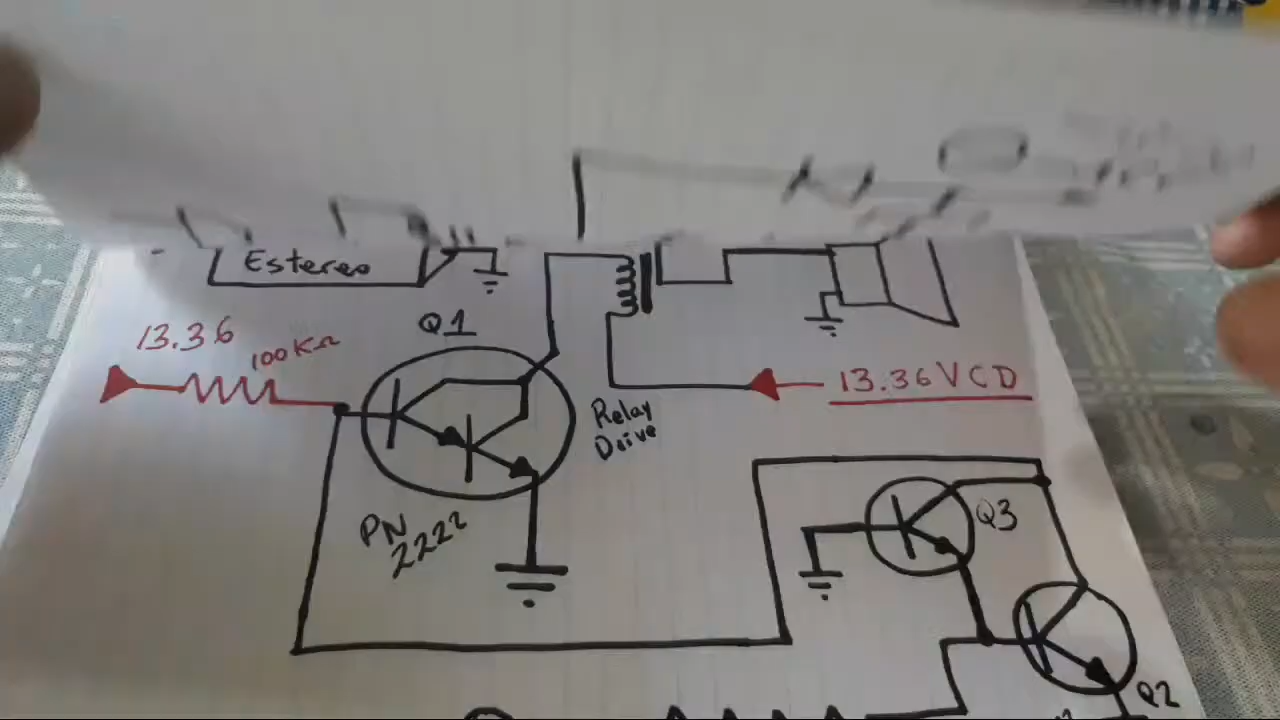 Estereo
13.36
100KΩ
Q1
13.36VCD
Relay
Drive
PN
2222
Q3
Q2